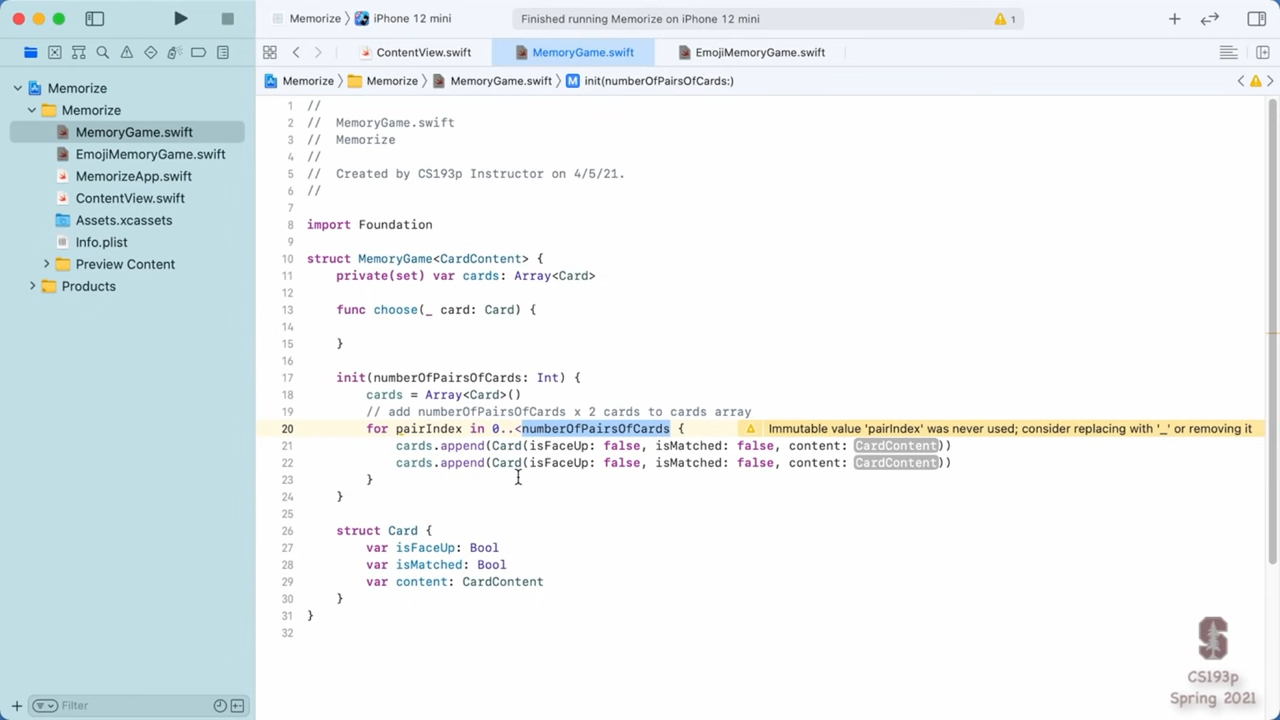 Memorize
iPhone 12 mini
Finished running Memorize on iPhone 12 mini
1
ContentView.swift
MemoryGame.swift
EmojiMemoryGame.swift
Memorize
Memorize
MemoryGame.swift
M
init(numberOfPairsOfCards:)
Memorize
Memorize
MemoryGame.swift
EmojiMemoryGame.swift
MemorizeApp.swift
ContentView.swift
Assets.xcassets
Info.plist
Preview Content
Products
Filter
1 //
2 // MemoryGame.swift
3 // Memorize
4 //
5 // Created by CS193p Instructor on 4/5/21.
6 //
7
8 import Foundation
9
10 struct MemoryGame<CardContent> {
11 private(set) var cards: Array<Card>
12
13 func choose(_ card: Card) {
14
15 }
16
17 init(numberOfPairsOfCards: Int) {
18 cards = Array<Card>()
19 // add numberOfPairsOfCards x 2 cards to cards array
20 for pairIndex in 0..<numberOfPairsOfCards { Immutable value 'pairIndex' was never used; consider replacing with '_' or removing it
21 cards.append(Card(isFaceUp: false, isMatched: false, content: CardContent))
22 cards.append(Card(isFaceUp: false, isMatched: false, content: CardContent))
23 }
24 }
25
26 struct Card {
27 var isFaceUp: Bool
28 var isMatched: Bool
29 var content: CardContent
30 }
31 }
32
CS193p
Spring 2021